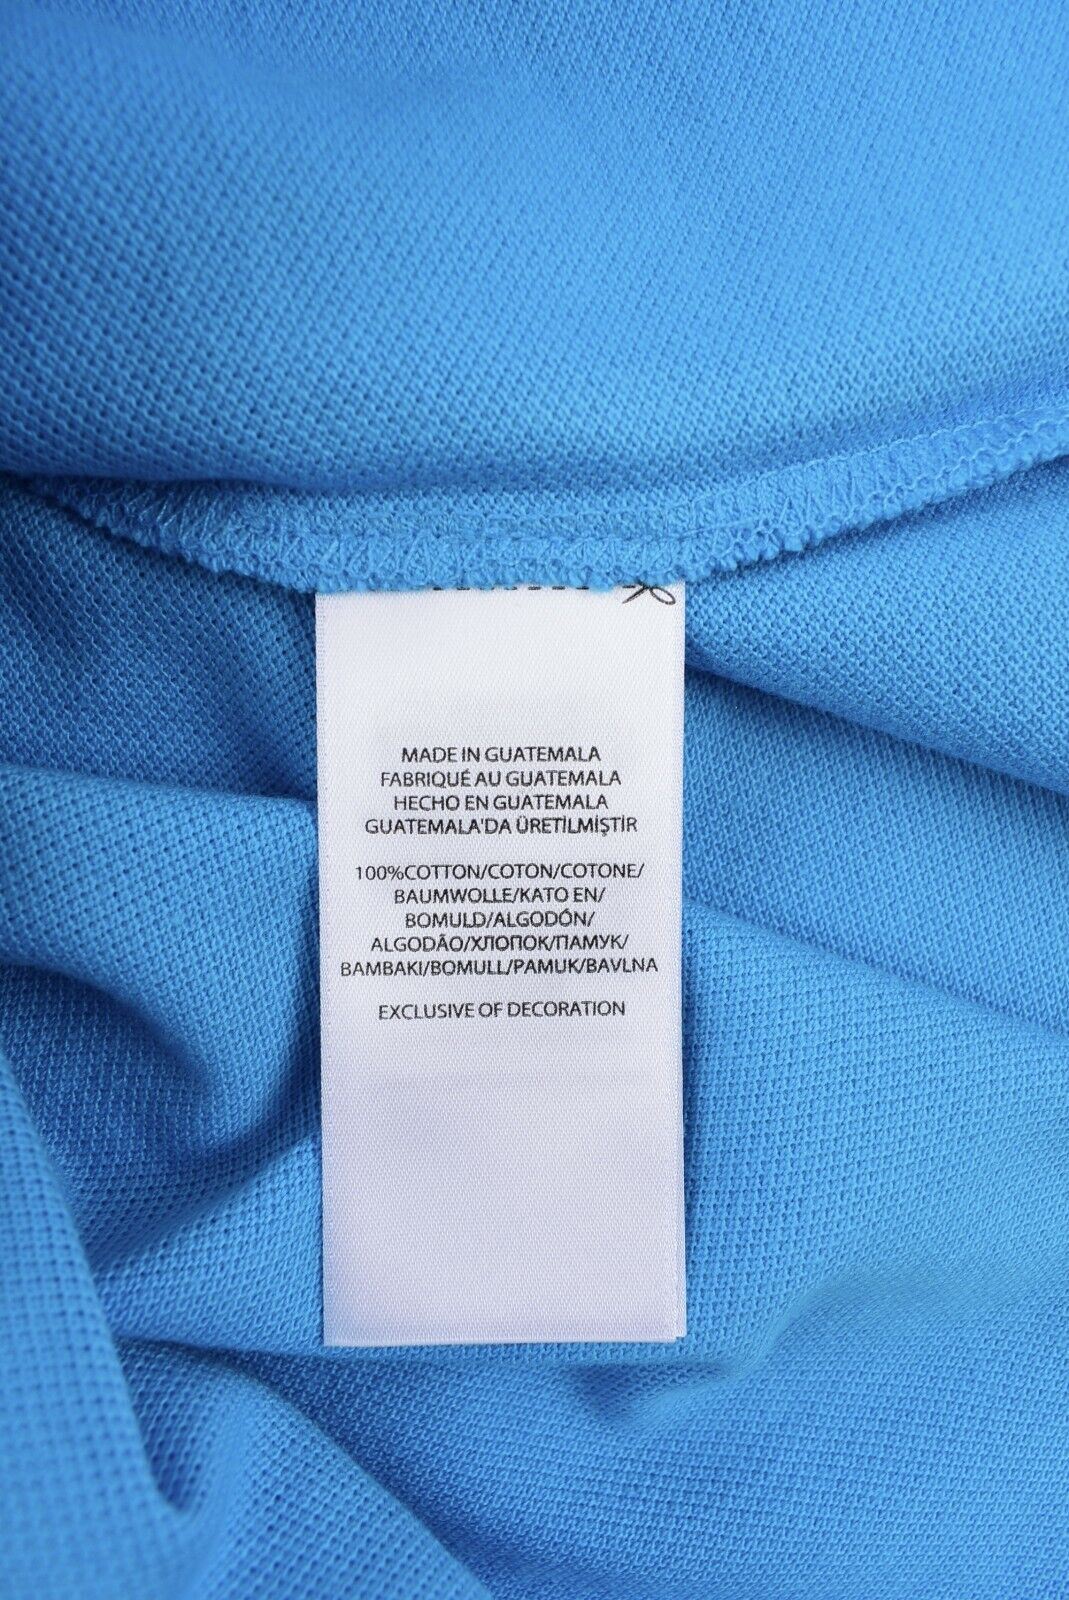 MADE IN GUATEMALA
FABRIQUÉ AU GUATEMALA
HECHO EN GUATEMALA
GUATEMALA'DA ÜRETİLMİŞTİR
100%COTTON/COTON/COTONE/
BAUMWOLLE/KATO EN/
BOMULD/ALGODÓN/
ALGODÃO/ХЛОПОК/ПАМУК/
BAMBAKI/BOMULL/PAMUK/BAVLNA
EXCLUSIVE OF DECORATION